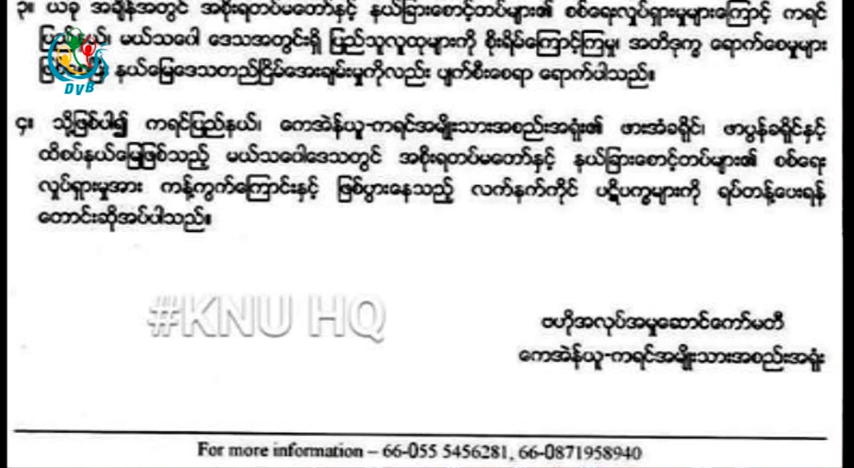 ၃။ ယခု အချိန်အတွင် အစိုးရတပ်မတော်နှင့် နယ်ခြားစောင့်တပ်များ၏ စစ်ရေးလှုပ်ရှားမှုများကြောင့် ကရင်
ပြည်နယ်၊ မယ်သဝေါ ဒေသအတွင်းရှိ ပြည်သူလူထုများကို စိုးရိမ်ကြောင့်ကြမှု၊ အတိဒုက္ခ ရောက်စေမှုများ
နယ်မြေဒေသတည်ငြိမ်အေးချမ်းမှုကိုလည်း ပျက်စီးစေရာ ရောက်ပါသည်။
DVB
၄။ သို့ဖြစ်ပါ၍ ကရင်ပြည်နယ်၊ ကေအဲန်ယူ-ကရင်အမျိုးသားအစည်းအရုံး၏ ဖားအံခရိုင်၊ ဖာပွန်ခရိုင်နှင့်
ထိစပ်နယ်မြေဖြစ်သည့် မယ်သဝေါဒေသတွင် အစိုးရတပ်မတော်နှင့် နယ်ခြားစောင့်တပ်များ၏ စစ်ရေး
လှုပ်ရှားမှုအား ကန့်ကွက်ကြောင်းနှင့် ဖြစ်ပွားနေသည့် လက်နက်ကိုင် ပဋိပက္ခများကို ရပ်တန့်ပေးရန်
တောင်းဆိုအပ်ပါသည်။
#KNU HQ
ဗဟိုအလုပ်အမှုဆောင်ကော်မတီ
ကေအဲန်ယူ-ကရင်အမျိုးသားအစည်းအရုံး
For more information – 66-055 5456281, 66-0871958940